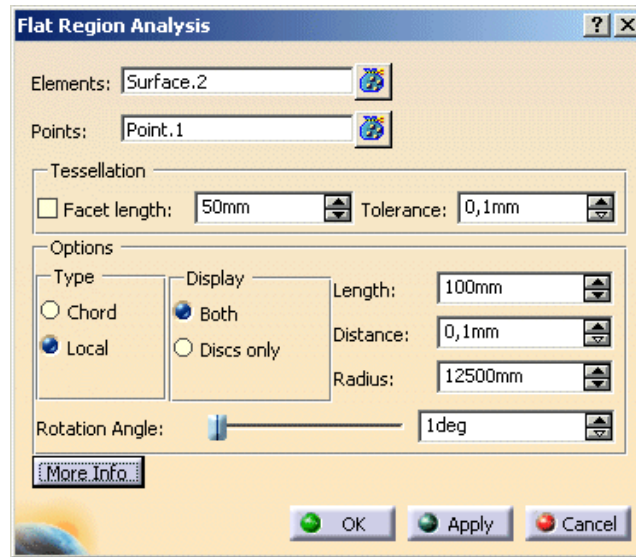 Flat Region Analysis
Elements: Surface.2
Points: Point.1
Tessellation
Facet length: 50mm Tolerance: 0,1mm
Options
Type
Chord
Local
Display
Both
Discs only
Length: 100mm
Distance: 0,1mm
Radius: 12500mm
Rotation Angle: 1deg
More Info
OK Apply Cancel